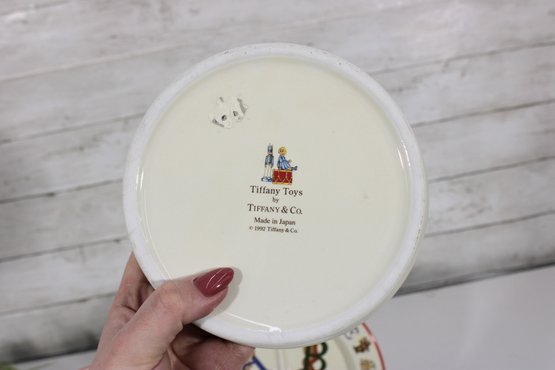 Tiffany Toys
by
TIFFANY & CO.
Made in Japan
© 1992 Tiffany & Co.